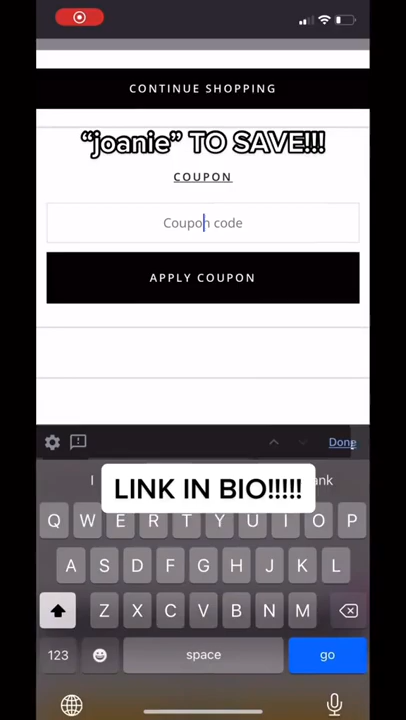 CONTINUE SHOPPING
“joanie” TO SAVE!!!
COUPON
Coupon code
APPLY COUPON
Done
I
LINK IN BIO!!!!!
Q W E R T Y U I O P
A S D F G H J K L
Z X C V B N M
123 space go